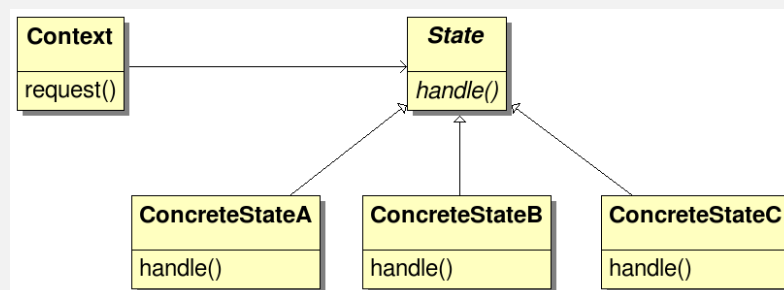 Context
request()
State
handle()
ConcreteStateA
handle()
ConcreteStateB
handle()
ConcreteStateC
handle()